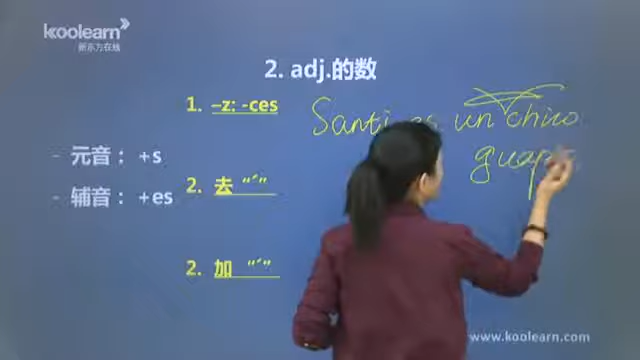 koolearn
新东方在线
2. adj.的数
1. –z: -ces
Santi es un chico
guapo
- 元音： +s
2. 去 “ˊ”
- 辅音： +es
2. 加 “ˊ”
www.koolearn.com